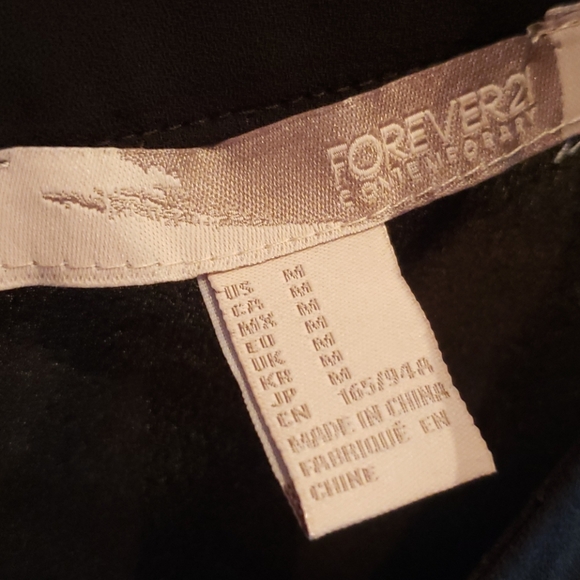 FOREVER21
CONTEMPORARY
US M
CA M
MX M
EU M
UK M
KR M
JP M
CN 165/94A
MADE IN CHINA
FABRIQUÉ EN
CHINE